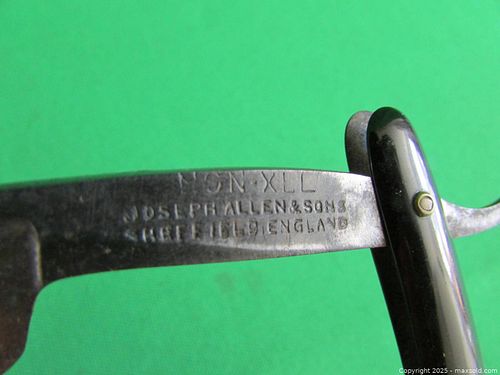 NON-XLL
JOSEPH ALLEN & SONS
SHEFFIELD, ENGLAND
Copyright 2025 - maxsold.com